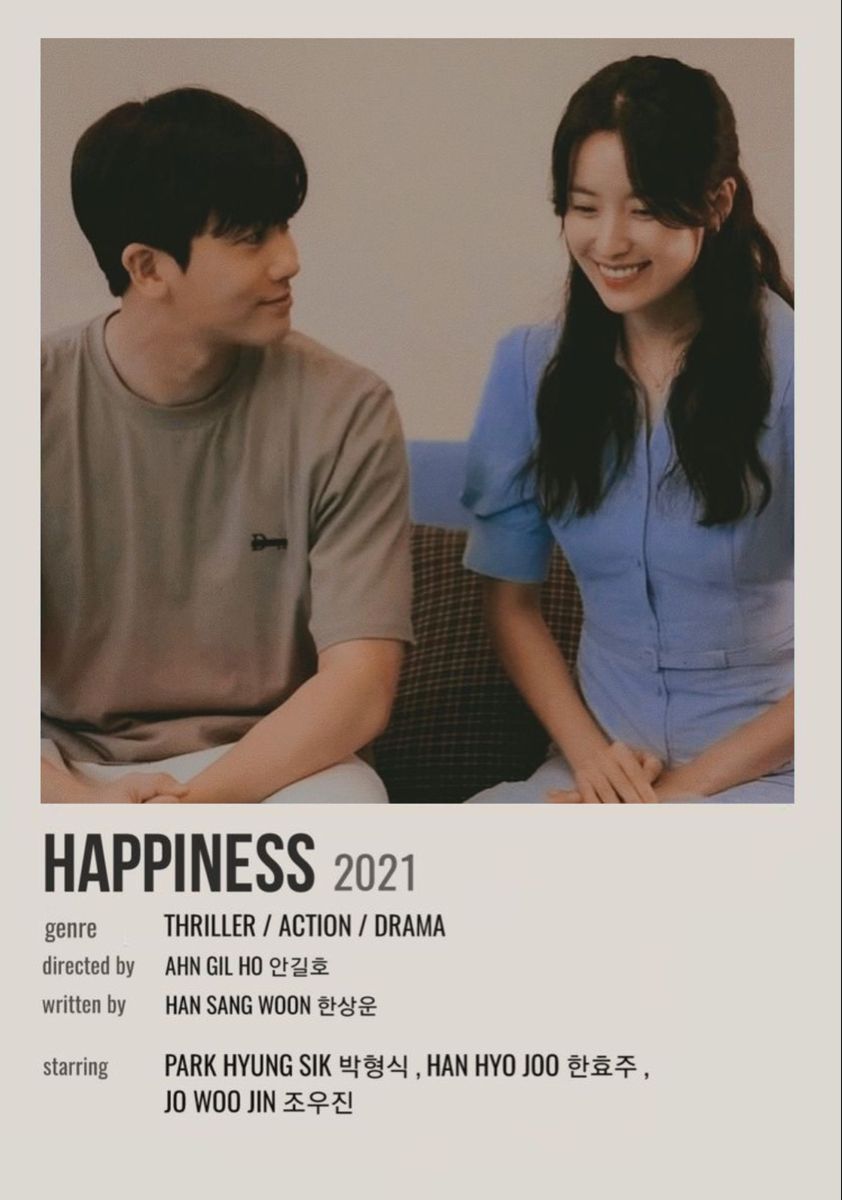 HAPPINESS 2021
genre THRILLER / ACTION / DRAMA
directed by AHN GIL HO 안길호
written by HAN SANG WOON 한상운
starring PARK HYUNG SIK 박형식 , HAN HYO JOO 한효주 ,
JO WOO JIN 조우진